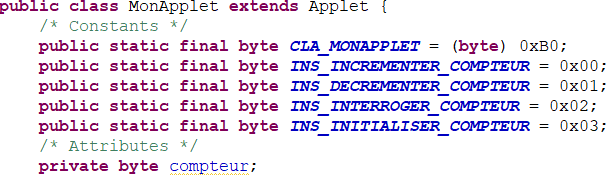 public class MonApplet extends Applet {
/* Constants */
public static final byte CLA_MONAPPLET = (byte) 0xB0;
public static final byte INS_INCREMENTER_COMPTEUR = 0x00;
public static final byte INS_DECREMENTER_COMPTEUR = 0x01;
public static final byte INS_INTERROGER_COMPTEUR = 0x02;
public static final byte INS_INITIALISER_COMPTEUR = 0x03;
/* Attributes */
private byte compteur;